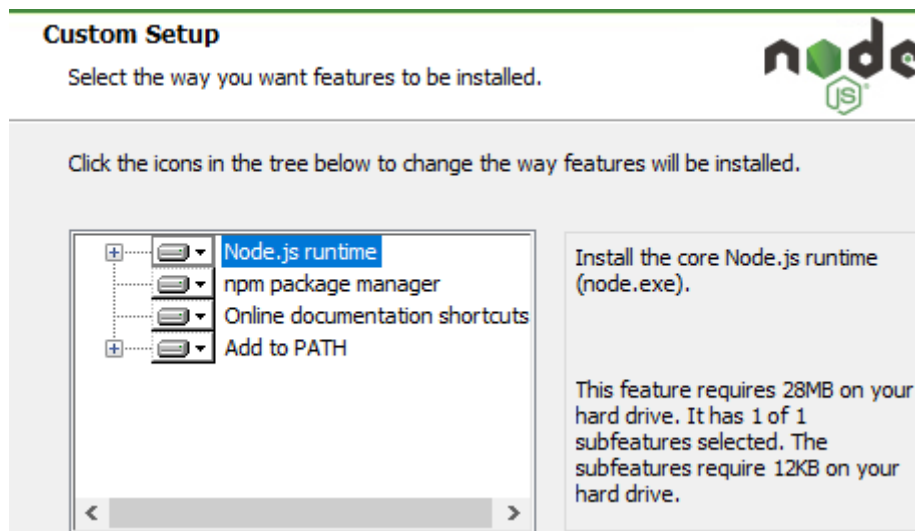 Custom Setup
Select the way you want features to be installed.
node
JS
Click the icons in the tree below to change the way features will be installed.
Node.js runtime
npm package manager
Online documentation shortcuts
Add to PATH
Install the core Node.js runtime
(node.exe).
This feature requires 28MB on your
hard drive. It has 1 of 1
subfeatures selected. The
subfeatures require 12KB on your
hard drive.